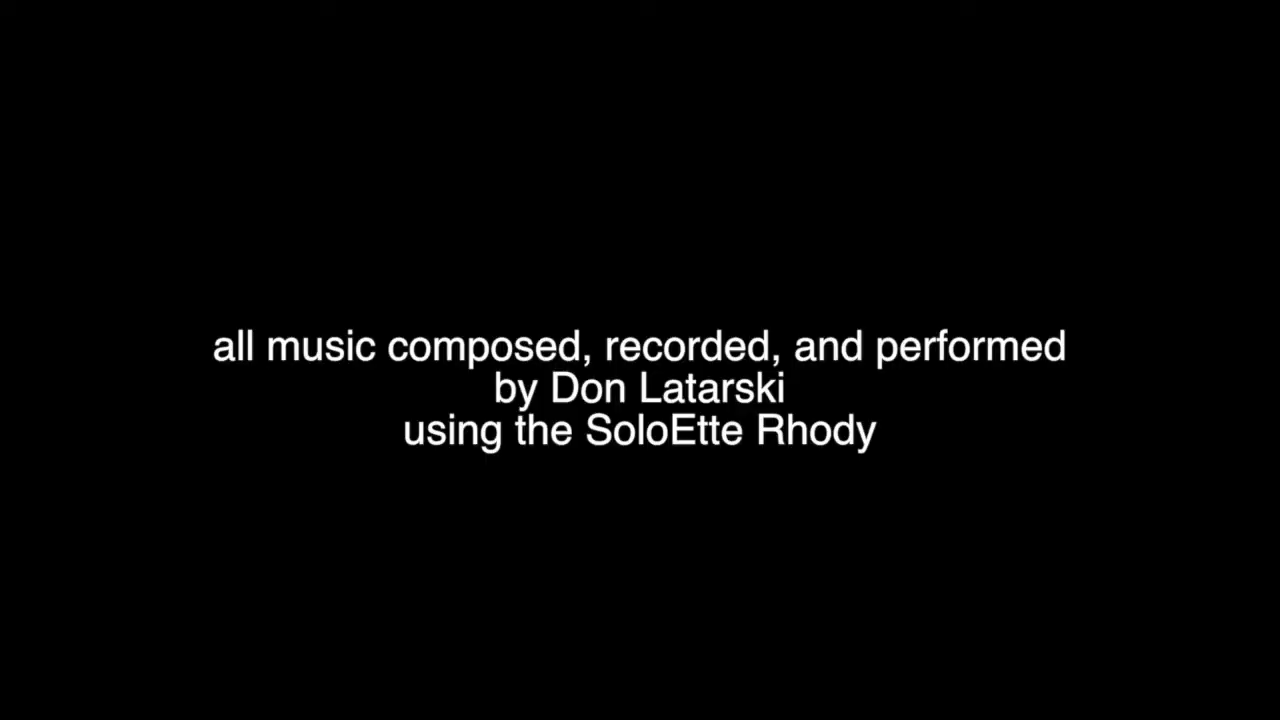 all music composed, recorded, and performed
by Don Latarski
using the SoloEtte Rhody